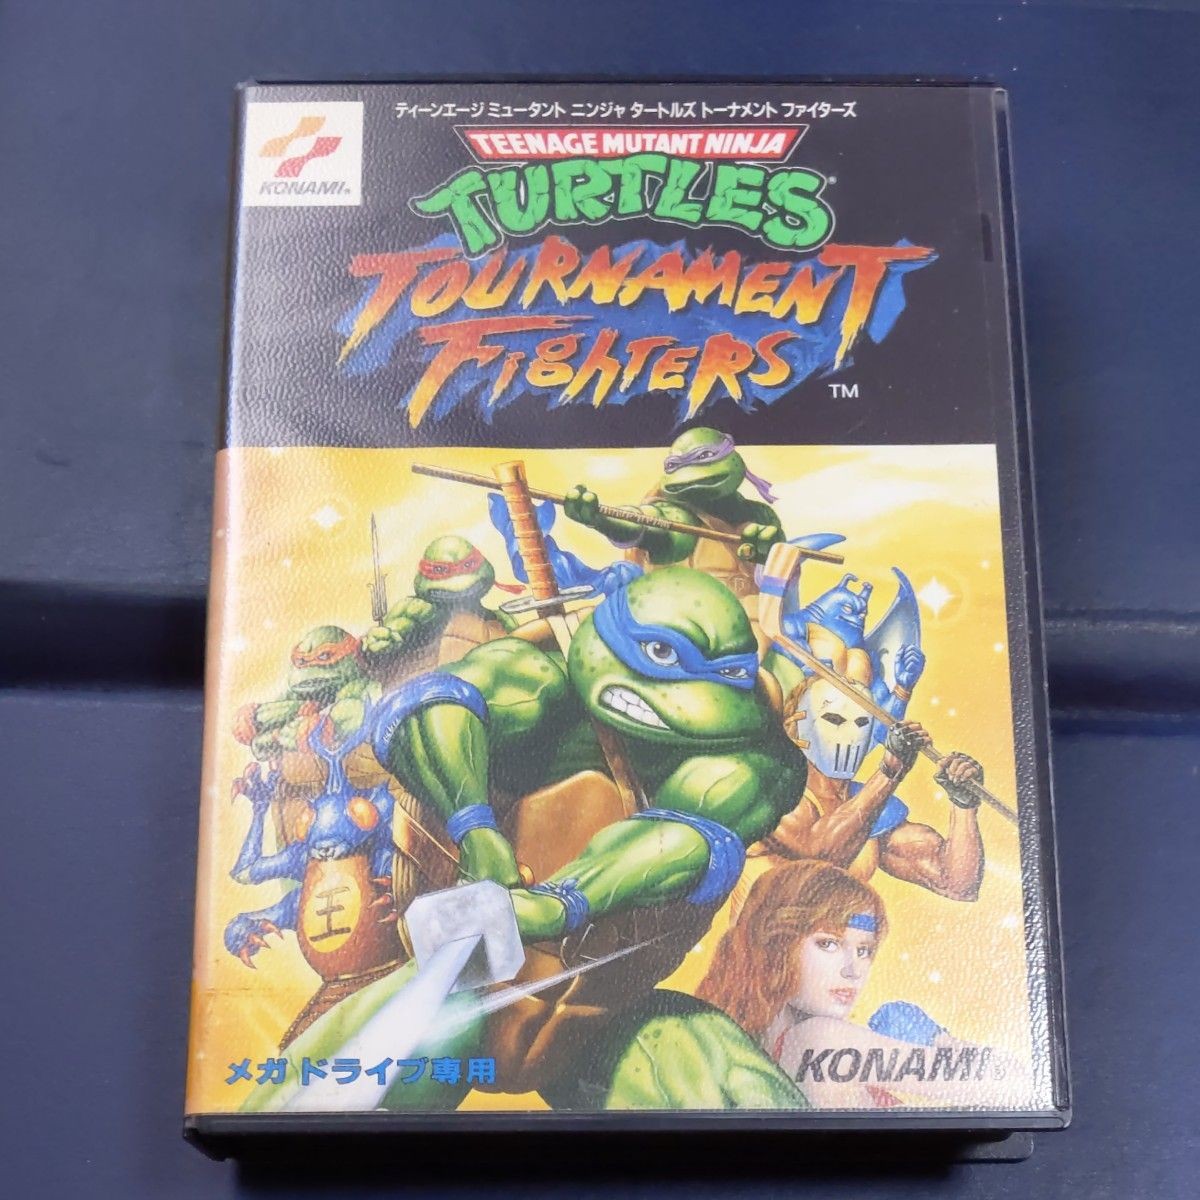 ティーンエージ ミュータント ニンジャ タートルズ トーナメント ファイターズ
KONAMI®
TEENAGE MUTANT NINJA
TURTLES®
TOURNAMENT
FighTERS
TM
王
メガドライブ専用
KONAMI®